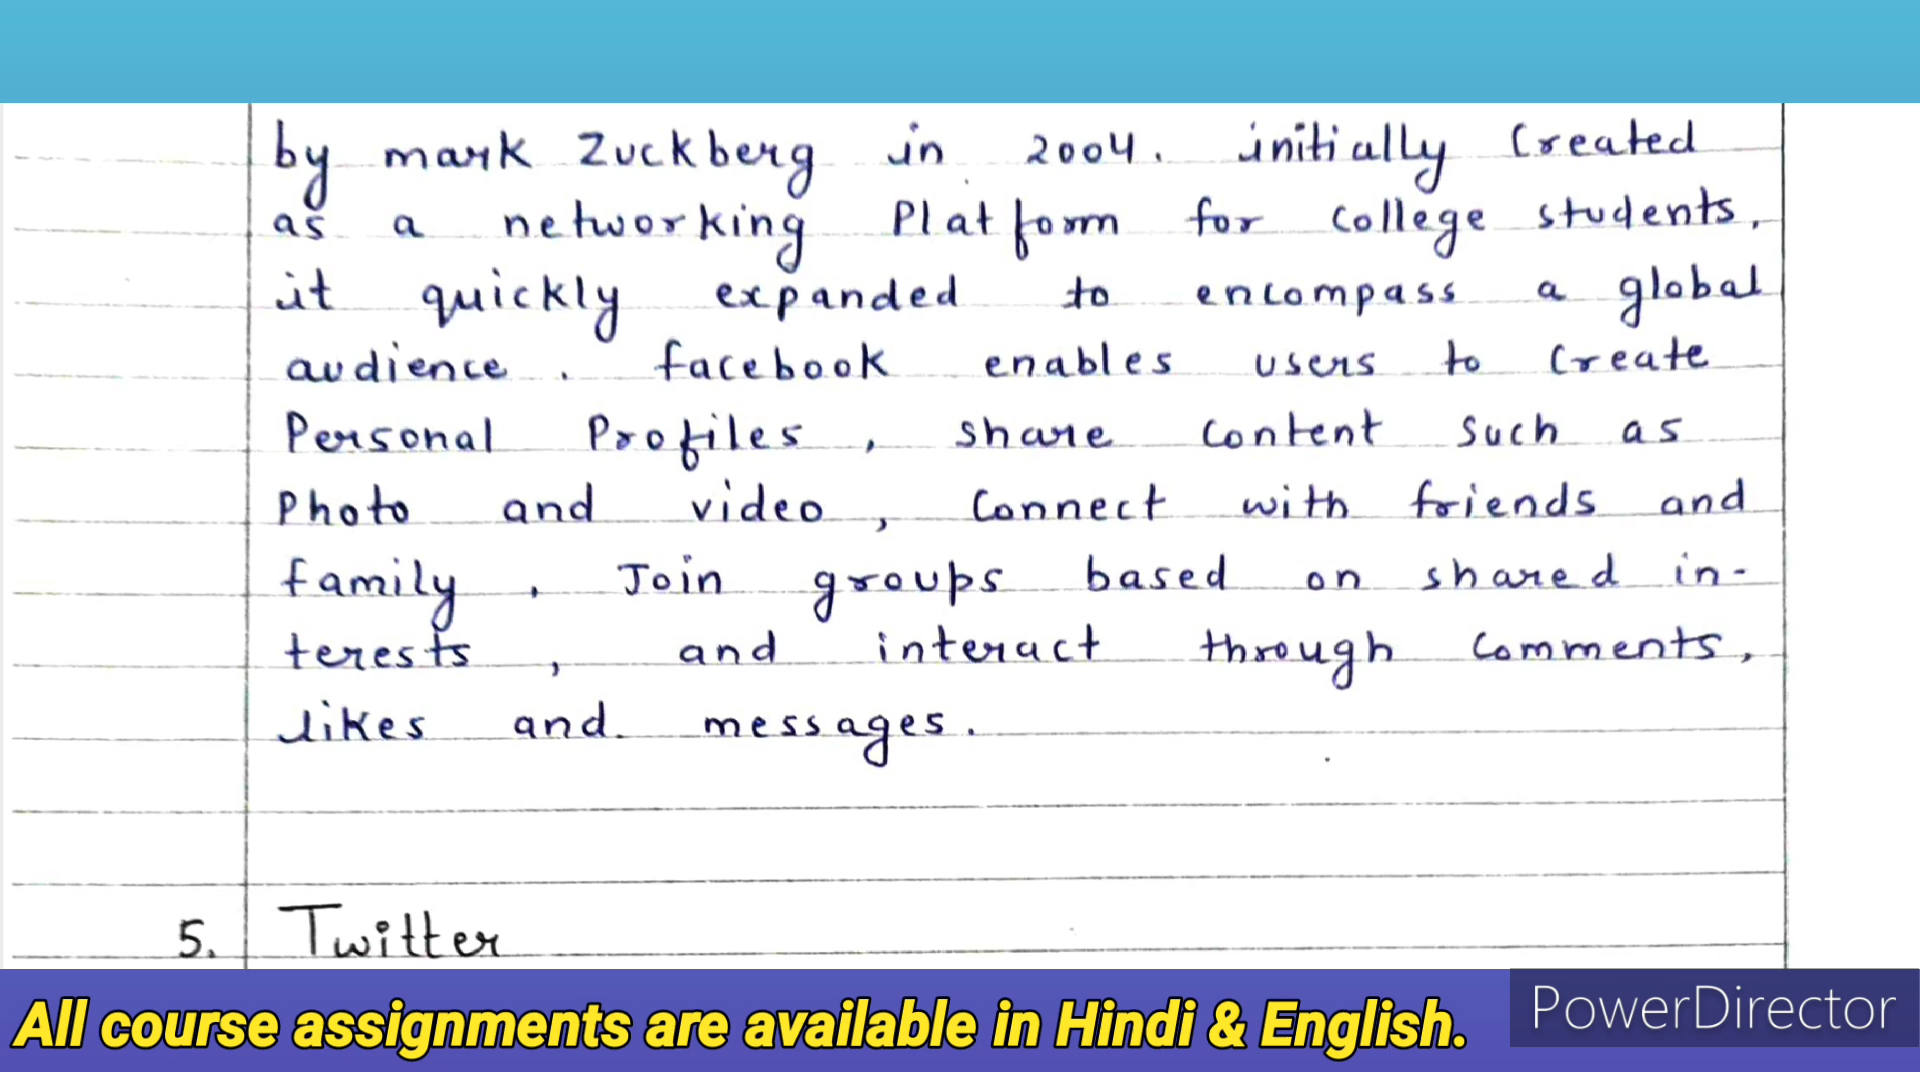 by mark Zuckberg in 2004. initially Created
as a networking Platform for college students,
it quickly expanded to encompass a global
audience. facebook enables users to Create
Personal Profiles, share content such as
Photo and video, Connect with friends and
family, Join groups based on shared in-
terests, and interact through comments,
likes and messages.
5. Twitter
All course assignments are available in Hindi & English.
PowerDirector